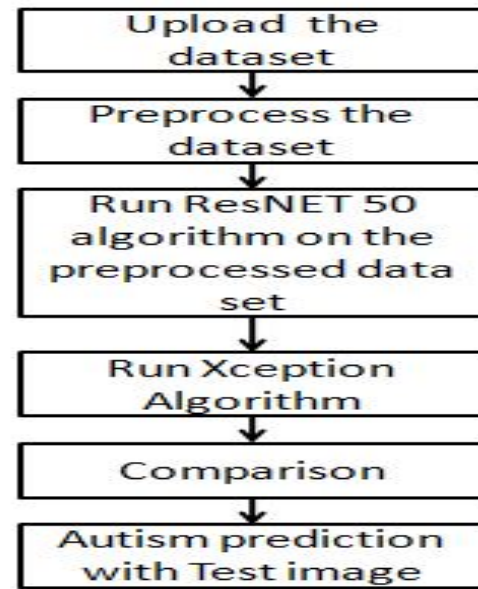 Upload the
dataset
Preprocess the
dataset
Run ResNET 50
algorithm on the
preprocessed data
set
Run Xception
Algorithm
Comparison
Autism prediction
with Test image